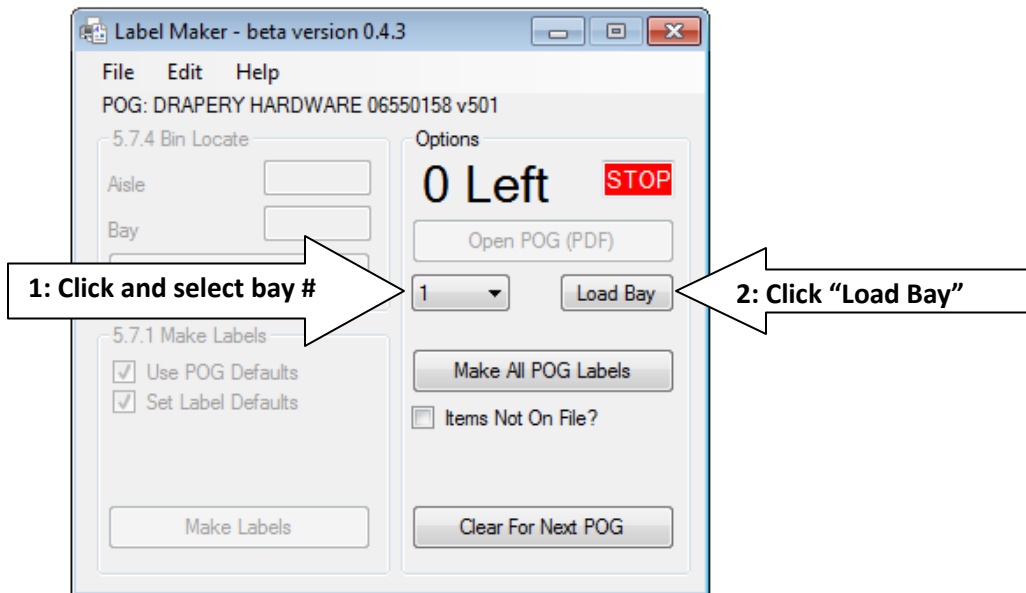 Label Maker - beta version 0.4.3
File Edit Help
POG: DRAPERY HARDWARE 06550158 v501
5.7.4 Bin Locate
Aisle
Bay
1: Click and select bay #
5.7.1 Make Labels
Use POG Defaults
Set Label Defaults
Make Labels
Options
0 Left STOP
Open POG (PDF)
1 Load Bay
2: Click “Load Bay”
Make All POG Labels
Items Not On File?
Clear For Next POG